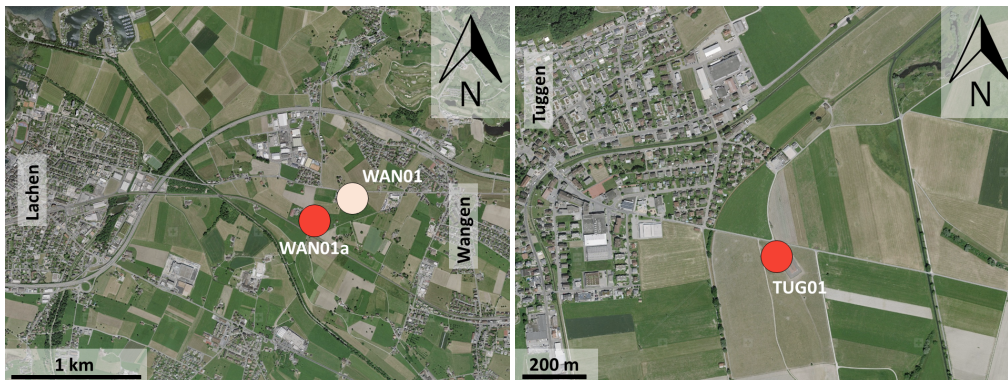 N
Lachen
WAN01
WAN01a
Wangen
1 km
N
Tuggen
TUG01
200 m